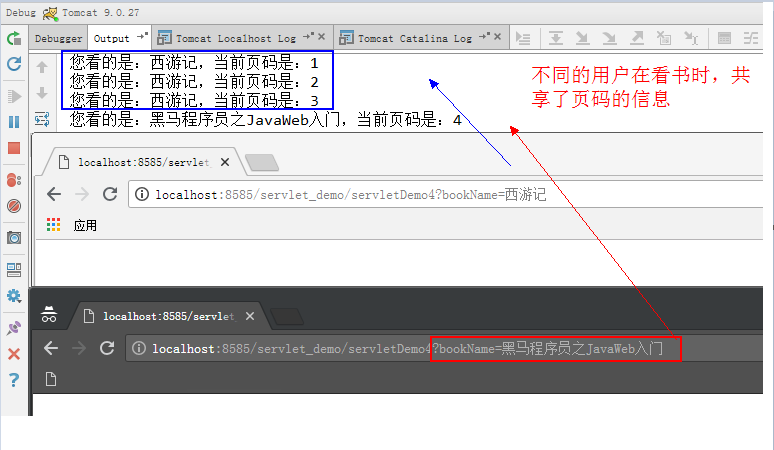 Debug Tomcat 9.0.27
Debugger Output Tomcat Localhost Log Tomcat Catalina Log
您看的是：西游记，当前页码是：1
您看的是：西游记，当前页码是：2
您看的是：西游记，当前页码是：3
您看的是：黑马程序员之JavaWeb入门，当前页码是：4
不同的用户在看书时，共
享了页码的信息
localhost:8585/servlet_
localhost:8585/servlet_demo/servletDemo4?bookName=西游记
应用
localhost:8585/servlet
localhost:8585/servlet_demo/servletDemo4?bookName=黑马程序员之JavaWeb入门